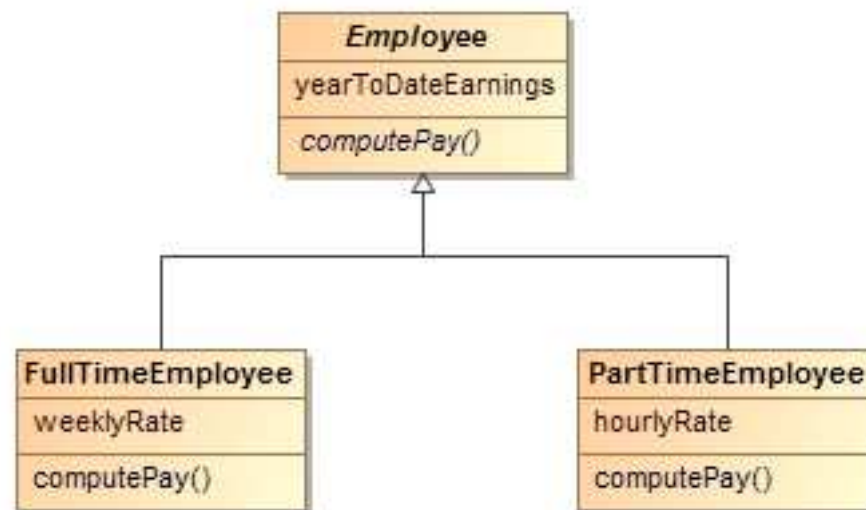 Employee
yearToDateEarnings
computePay()
FullTimeEmployee
weeklyRate
computePay()
PartTimeEmployee
hourlyRate
computePay()